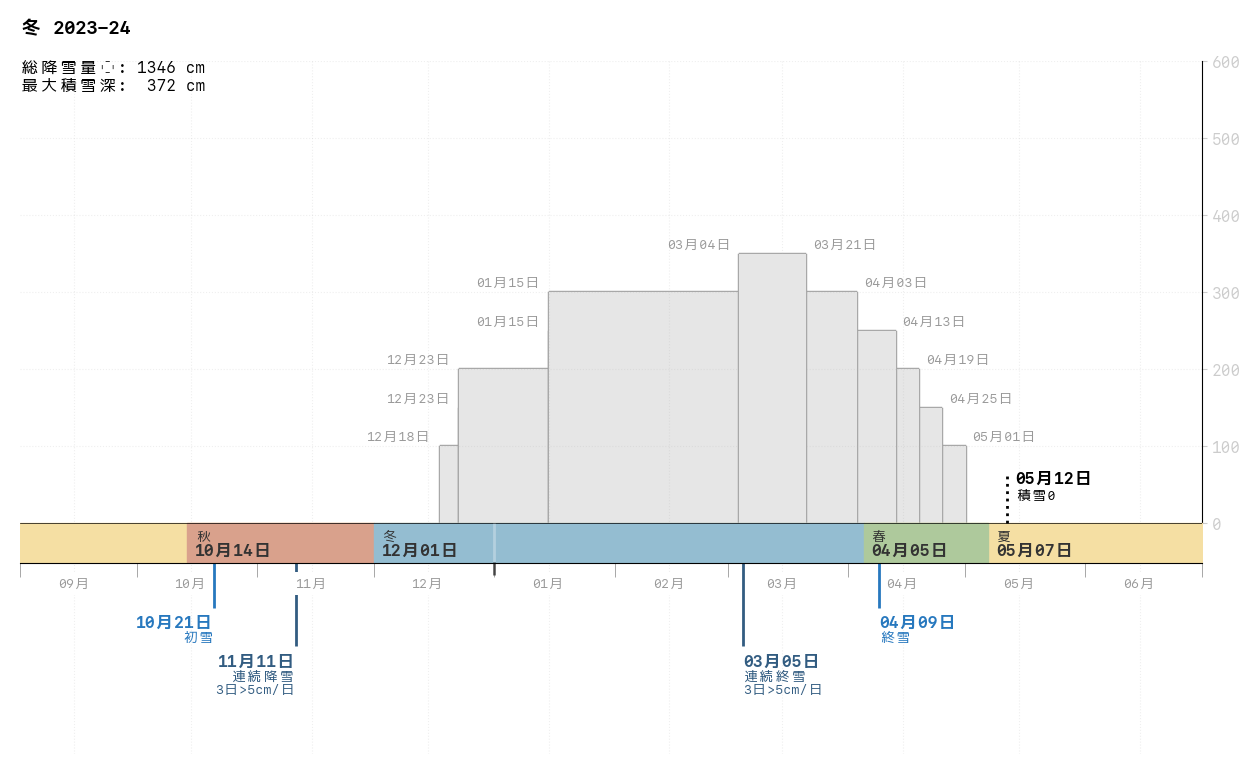 冬 2023-24
総降雪量: 1346 cm
最大積雪深: 372 cm
600
500
400
300
200
100
0
03月04日
03月21日
01月15日
04月03日
01月15日
04月13日
12月23日
04月19日
12月23日
04月25日
12月18日
05月01日
05月12日
積雪0
秋
10月14日
冬
12月01日
春
04月05日
夏
05月07日
09月
10月
11月
12月
01月
02月
03月
04月
05月
06月
10月21日
初雪
04月09日
終雪
11月11日
連続降雪
3日>5cm/日
03月05日
連続終雪
3日>5cm/日